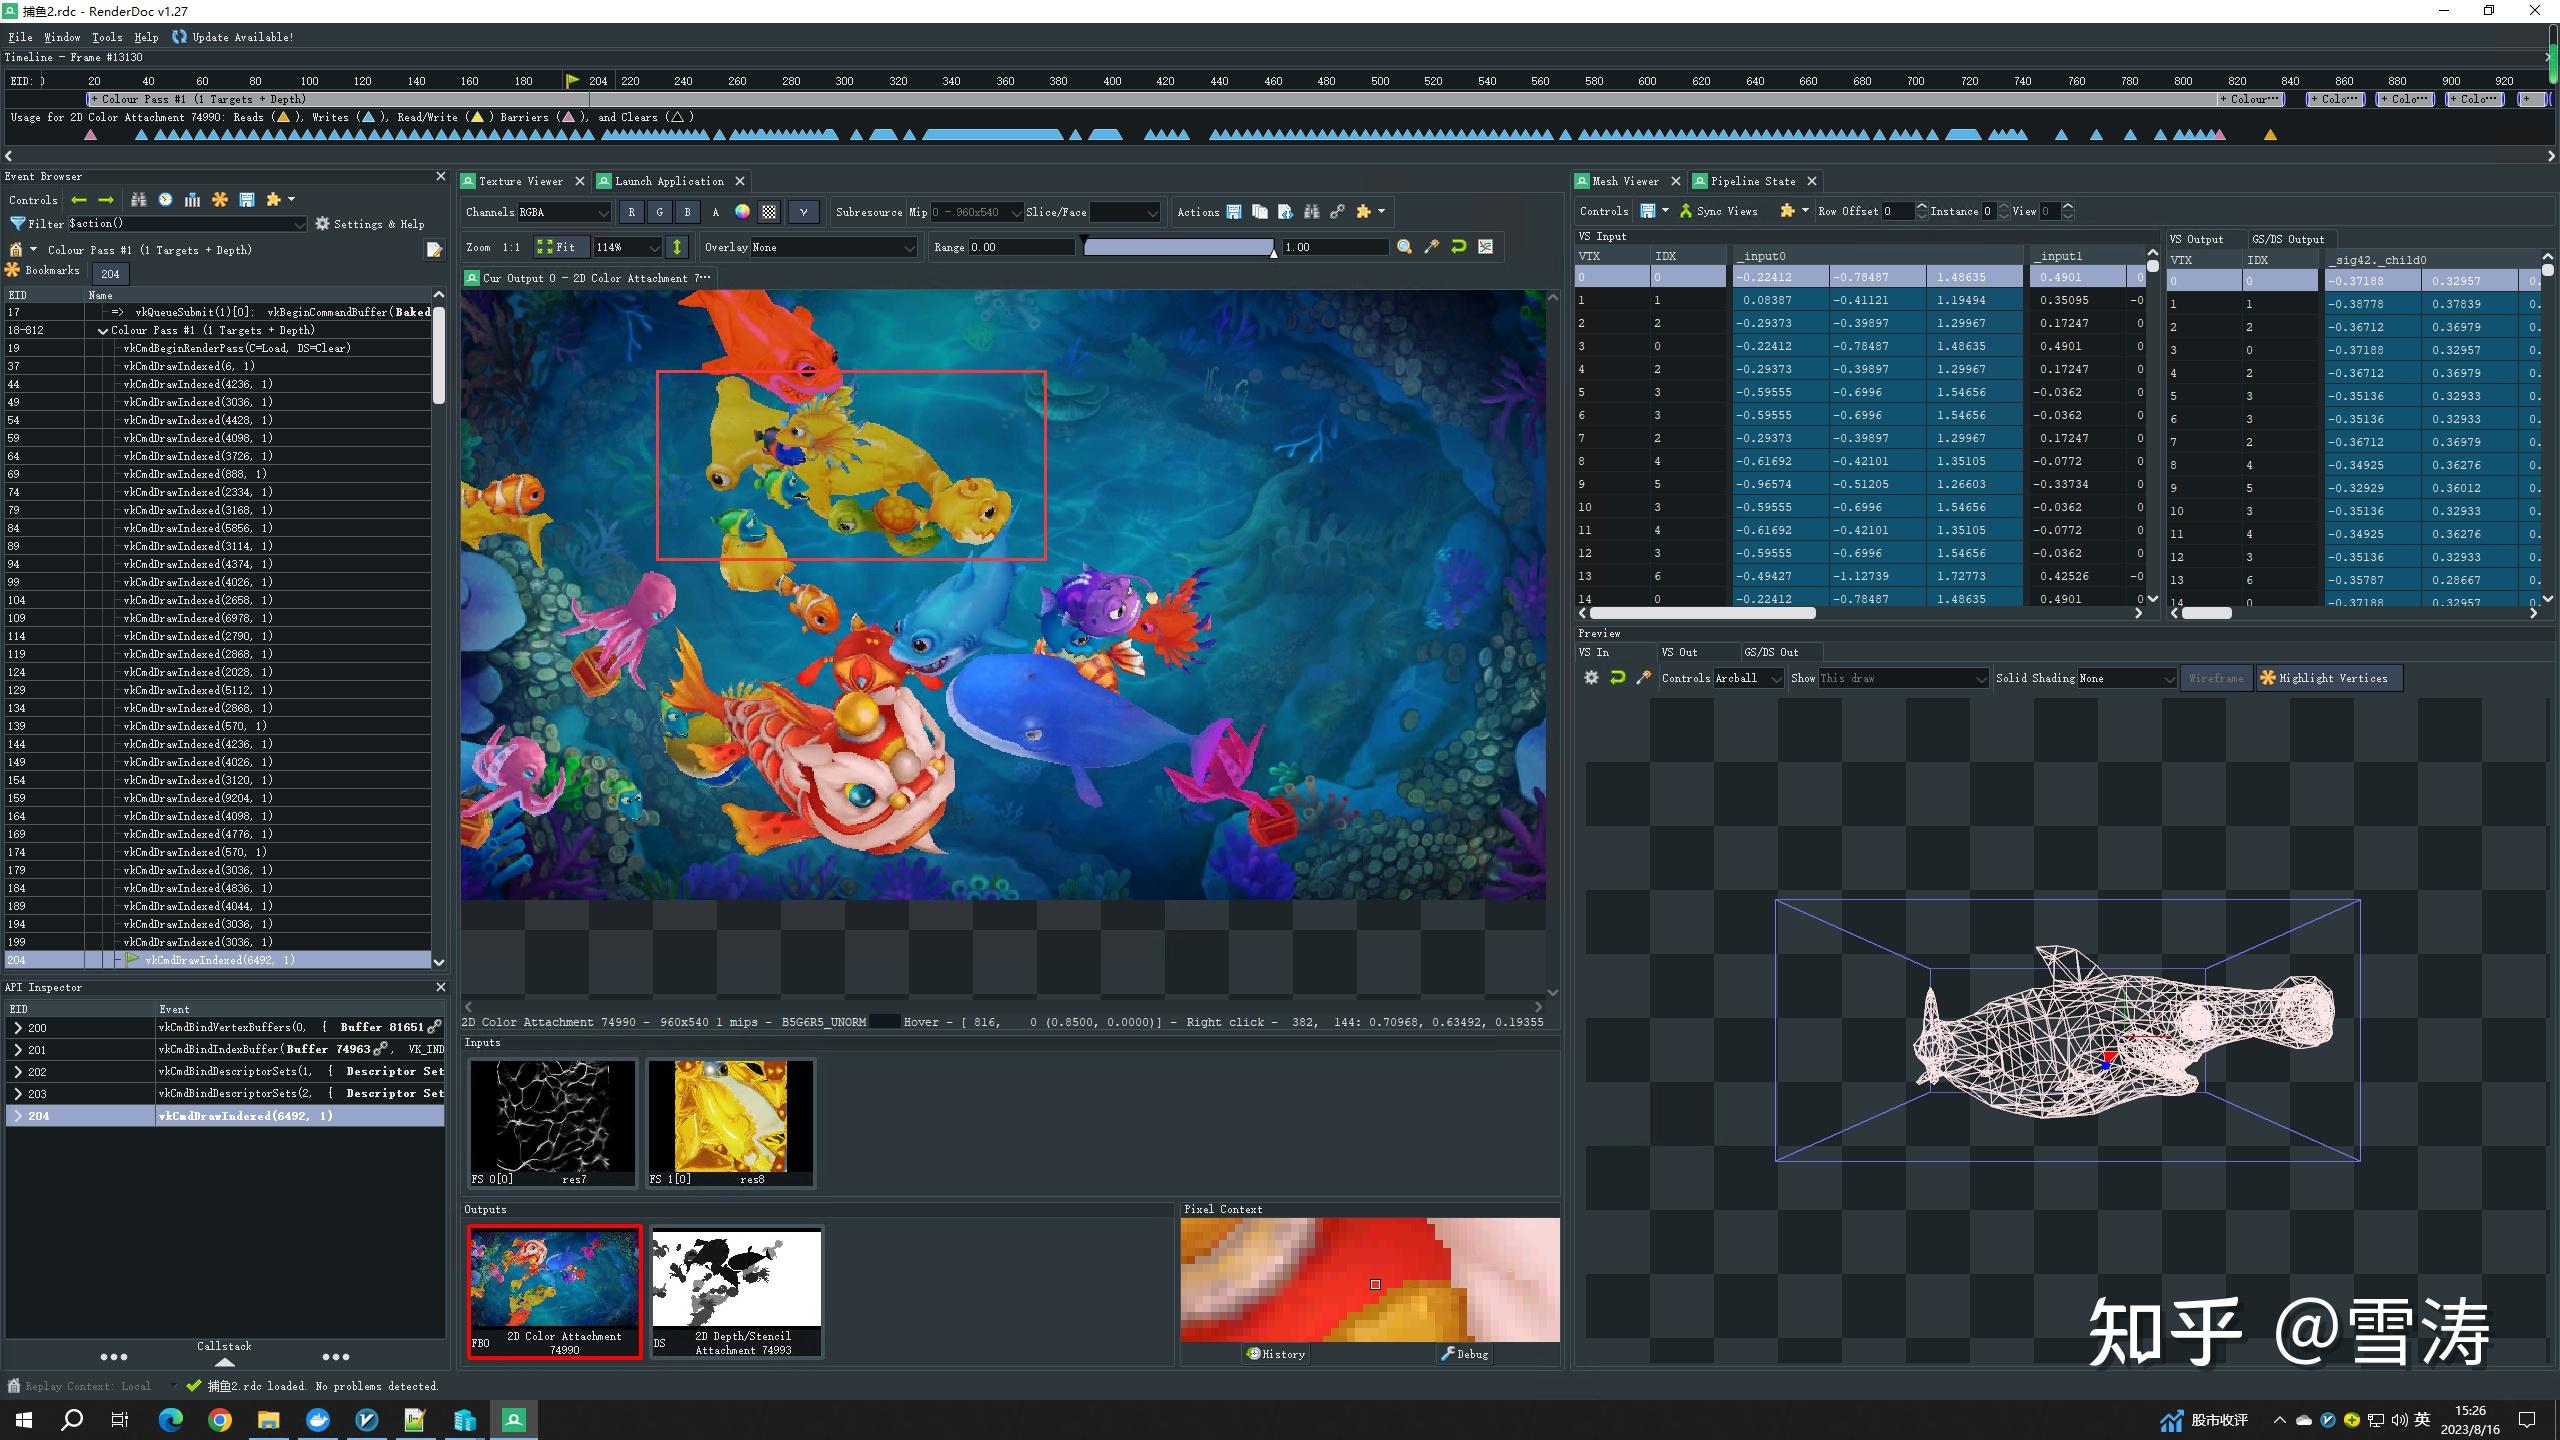 捕鱼2.rdc - RenderDoc v1.27
File Window Tools Help Update Available!
Timeline - Frame #13130
EID: 20 40 60 80 100 120 140 160 180 204 220 240 260 280 300 320 340 360 380 400 420 440 460 480 500 520 540 560 580 600 620 640 660 680 700 720 740 760 780 800 820 840 860 880 900 920
+ Colour Pass #1 (1 Targets + Depth) + Colour··· + Colo··· + Colo··· + Colo··· +
Usage for 2D Color Attachment 74990: Reads ( ), Writes ( ), Read/Write ( ) Barriers ( ), and Clears ( )
Event Browser
Controls
Filter $action() Settings & Help
Colour Pass #1 (1 Targets + Depth)
Bookmarks 204
EID Name
17 => vkQueueSubmit(1)[0]: vkBeginCommandBuffer(Baked
18-812 Colour Pass #1 (1 Targets + Depth)
19 vkCmdBeginRenderPass(C=Load, DS=Clear)
37 vkCmdDrawIndexed(6, 1)
44 vkCmdDrawIndexed(4236, 1)
49 vkCmdDrawIndexed(3036, 1)
54 vkCmdDrawIndexed(4428, 1)
59 vkCmdDrawIndexed(4098, 1)
64 vkCmdDrawIndexed(3726, 1)
69 vkCmdDrawIndexed(888, 1)
74 vkCmdDrawIndexed(2334, 1)
79 vkCmdDrawIndexed(3168, 1)
84 vkCmdDrawIndexed(5856, 1)
89 vkCmdDrawIndexed(3114, 1)
94 vkCmdDrawIndexed(4374, 1)
99 vkCmdDrawIndexed(4026, 1)
104 vkCmdDrawIndexed(2658, 1)
109 vkCmdDrawIndexed(6978, 1)
114 vkCmdDrawIndexed(2790, 1)
119 vkCmdDrawIndexed(2868, 1)
124 vkCmdDrawIndexed(2028, 1)
129 vkCmdDrawIndexed(5112, 1)
134 vkCmdDrawIndexed(2868, 1)
139 vkCmdDrawIndexed(570, 1)
144 vkCmdDrawIndexed(4236, 1)
149 vkCmdDrawIndexed(4026, 1)
154 vkCmdDrawIndexed(3120, 1)
159 vkCmdDrawIndexed(9204, 1)
164 vkCmdDrawIndexed(4098, 1)
169 vkCmdDrawIndexed(4776, 1)
174 vkCmdDrawIndexed(570, 1)
179 vkCmdDrawIndexed(3036, 1)
184 vkCmdDrawIndexed(4836, 1)
189 vkCmdDrawIndexed(4044, 1)
194 vkCmdDrawIndexed(3036, 1)
199 vkCmdDrawIndexed(3036, 1)
204 vkCmdDrawIndexed(6492, 1)
API Inspector
EID Event
200 vkCmdBindVertexBuffers(0, { Buffer 81651
201 vkCmdBindIndexBuffer(Buffer 74963, VK_IND
202 vkCmdBindDescriptorSets(1, { Descriptor Set
203 vkCmdBindDescriptorSets(2, { Descriptor Set
204 vkCmdDrawIndexed(6492, 1)
Callstack
Texture Viewer Launch Application
Channels RGBA R G B A γ Subresource Mip 0 - 960x540 Slice/Face Actions
Zoom 1:1 Fit 114% Overlay None Range 0.00 1.00
Cur Output 0 - 2D Color Attachment 7···
2D Color Attachment 74990 - 960x540 1 mips - B5G6R5_UNORM Hover - [ 816, 0 (0.8500, 0.0000)] - Right click - 382, 144: 0.70968, 0.63492, 0.19355
Inputs
FS 0[0] res7 FS 1[0] res8
Outputs
FBO 2D Color Attachment 74990
DS 2D Depth/Stencil Attachment 74993
Pixel Context
History Debug
Mesh Viewer Pipeline State
Controls Sync Views Row Offset 0 Instance 0 View 0
VS Input
VTX IDX _input0 _input1
0 0 -0.22412 -0.78487 1.48635 0.4901 0
1 1 0.08387 -0.41121 1.19494 0.35095 -0
2 2 -0.29373 -0.39897 1.29967 0.17247 0
3 0 -0.22412 -0.78487 1.48635 0.4901 0
4 2 -0.29373 -0.39897 1.29967 0.17247 0
5 3 -0.59555 -0.6996 1.54656 -0.0362 0
6 3 -0.59555 -0.6996 1.54656 -0.0362 0
7 2 -0.29373 -0.39897 1.29967 0.17247 0
8 4 -0.61692 -0.42101 1.35105 -0.0772 0
9 5 -0.96574 -0.51205 1.26603 -0.33734 0
10 3 -0.59555 -0.6996 1.54656 -0.0362 0
11 4 -0.61692 -0.42101 1.35105 -0.0772 0
12 3 -0.59555 -0.6996 1.54656 -0.0362 0
13 6 -0.49427 -1.12739 1.72773 0.42526 -0
14 0 -0.22412 -0.78487 1.48635 0.4901 0
VS Output GS/DS Output
VTX IDX _sig42._child0
0 0 -0.37188 0.32957 0.
1 1 -0.38778 0.37839 0.
2 2 -0.36712 0.36979 0.
3 0 -0.37188 0.32957 0.
4 2 -0.36712 0.36979 0.
5 3 -0.35136 0.32933 0.
6 3 -0.35136 0.32933 0.
7 2 -0.36712 0.36979 0.
8 4 -0.34925 0.36276 0.
9 5 -0.32929 0.36012 0.
10 3 -0.35136 0.32933 0.
11 4 -0.34925 0.36276 0.
12 3 -0.35136 0.32933 0.
13 6 -0.35787 0.28667 0.
14 0 -0.37188 0.32957 0.
Preview
VS In VS Out GS/DS Out
Controls Arcball Show This draw Solid Shading None Wireframe Highlight Vertices
知乎 @雪涛
Replay Context: Local 捕鱼2.rdc loaded. No problems detected.
股市收评 英 15:26
2023/8/16